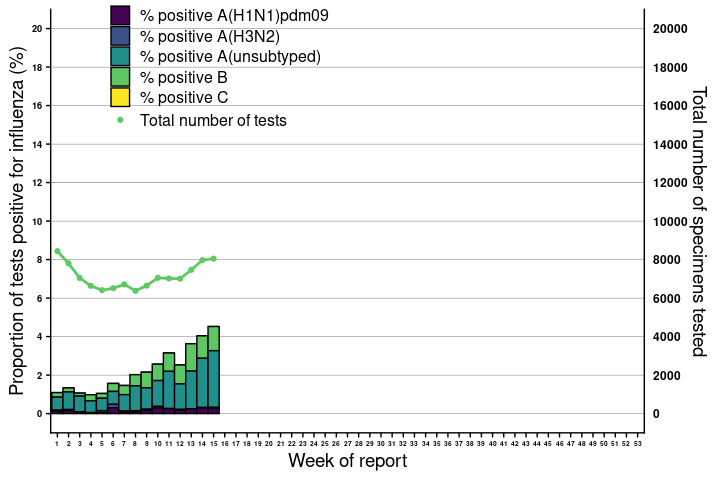 % positive A(H1N1)pdm09
% positive A(H3N2)
% positive A(unsubtyped)
% positive B
% positive C
Total number of tests
Proportion of tests positive for influenza (%)
20
18
16
14
12
10
8
6
4
2
0
20000
18000
16000
14000
12000
10000
8000
6000
4000
2000
0
Total number of specimens tested
1 2 3 4 5 6 7 8 9 10 11 12 13 14 15 16 17 18 19 20 21 22 23 24 25 26 27 28 29 30 31 32 33 34 35 36 37 38 39 40 41 42 43 44 45 46 47 48 49 50 51 52 53
Week of report